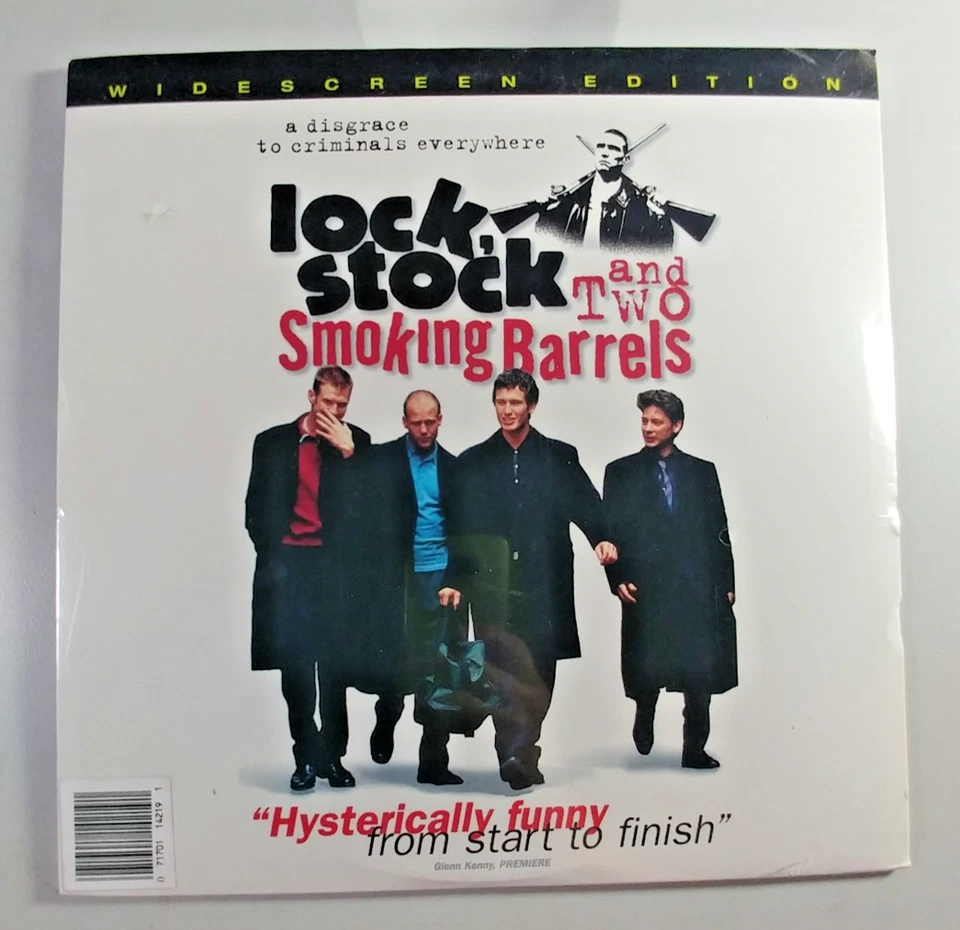 WIDESCREEN EDITION
a disgrace
to criminals everywhere
lock,
stock and
Two
Smoking Barrels
"Hysterically funny
from start to finish"
Glenn Kenny, PREMIERE
0 71701 14219 1